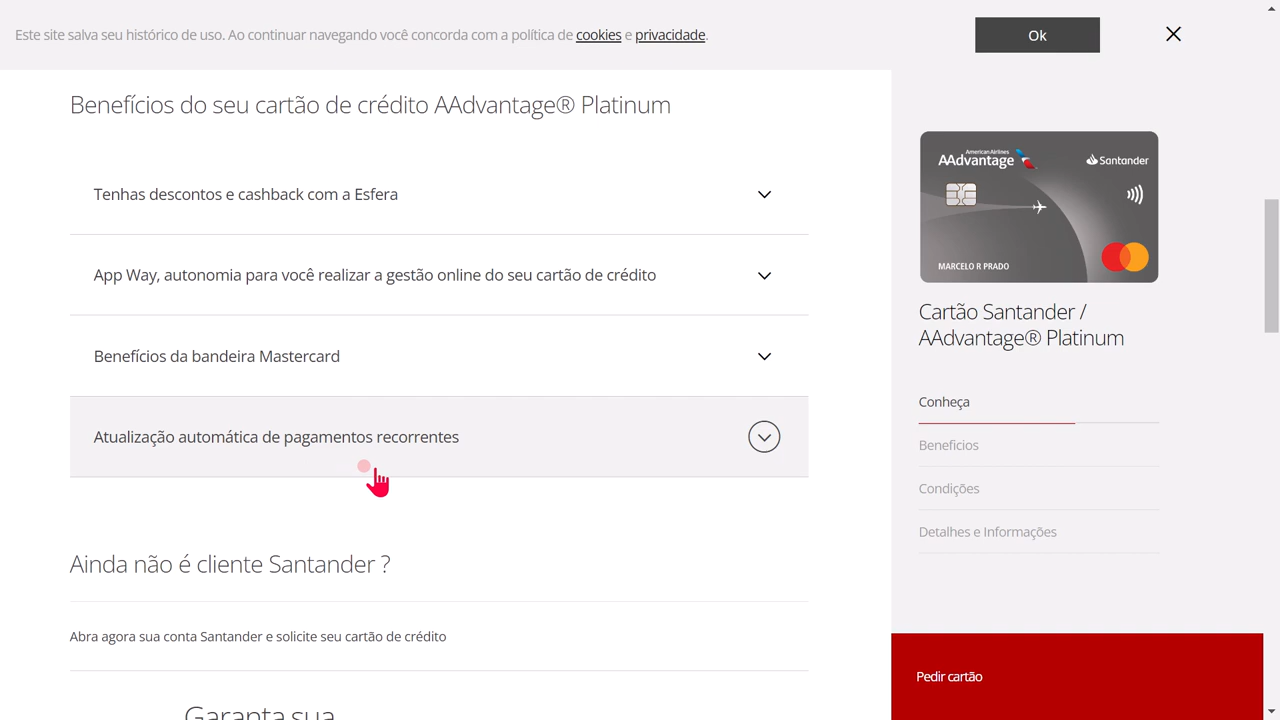 Este site salva seu histórico de uso. Ao continuar navegando você concorda com a política de cookies e privacidade.
Ok
Benefícios do seu cartão de crédito AAdvantage® Platinum
Tenhas descontos e cashback com a Esfera
App Way, autonomia para você realizar a gestão online do seu cartão de crédito
Benefícios da bandeira Mastercard
Atualização automática de pagamentos recorrentes
Ainda não é cliente Santander ?
Abra agora sua conta Santander e solicite seu cartão de crédito
Garanta sua
American Airlines
AAdvantage
Santander
MARCELO R PRADO
Cartão Santander /
AAdvantage® Platinum
Conheça
Beneficios
Condições
Detalhes e Informações
Pedir cartão